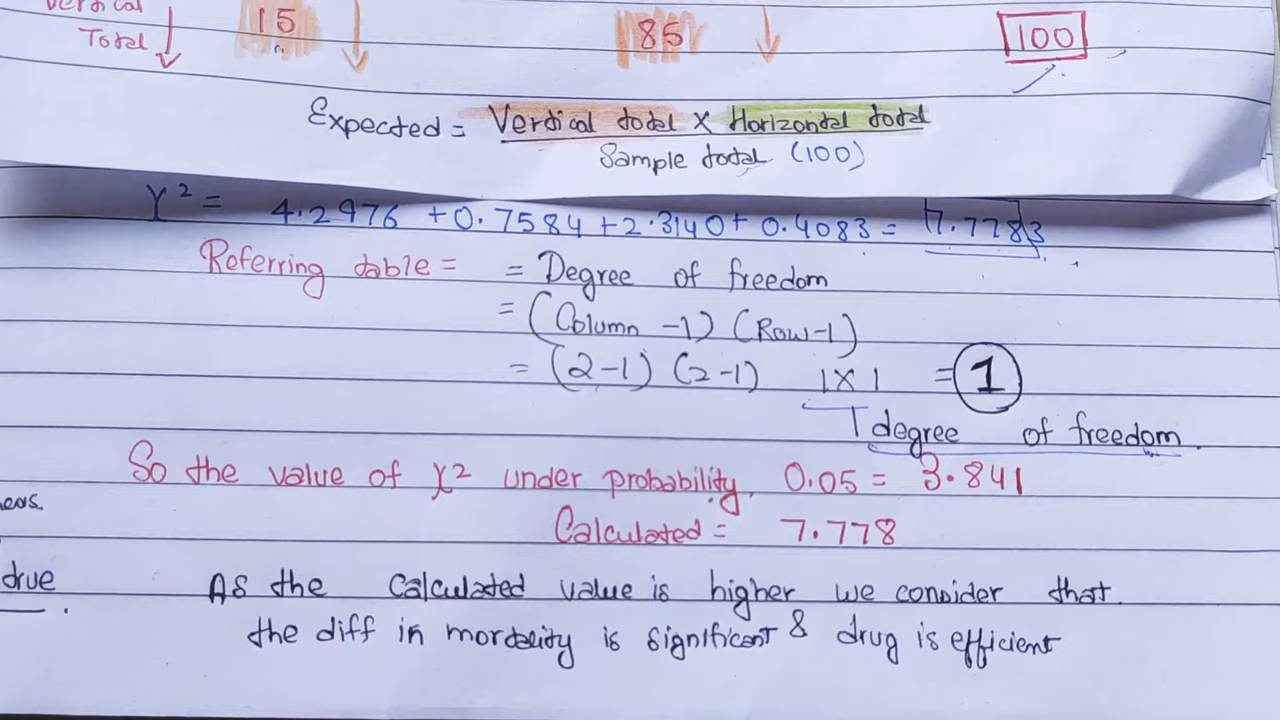 Vertical
Total 15 85 100
Expected = Vertical total X Horizontal total
Sample total (100)
χ² = 4.2976 + 0.7584 + 2.3140 + 0.4083 = 7.7783
Referring table = = Degree of freedom
= (Column -1) (Row-1)
= (2-1) (2-1) 1X1 = 1
1 degree of freedom.
So the value of χ2 under probability. 0.05 = 3.841
Calculated = 7.778
As the Calculated value is higher we consider that.
the diff in mortality is significant & drug is efficient